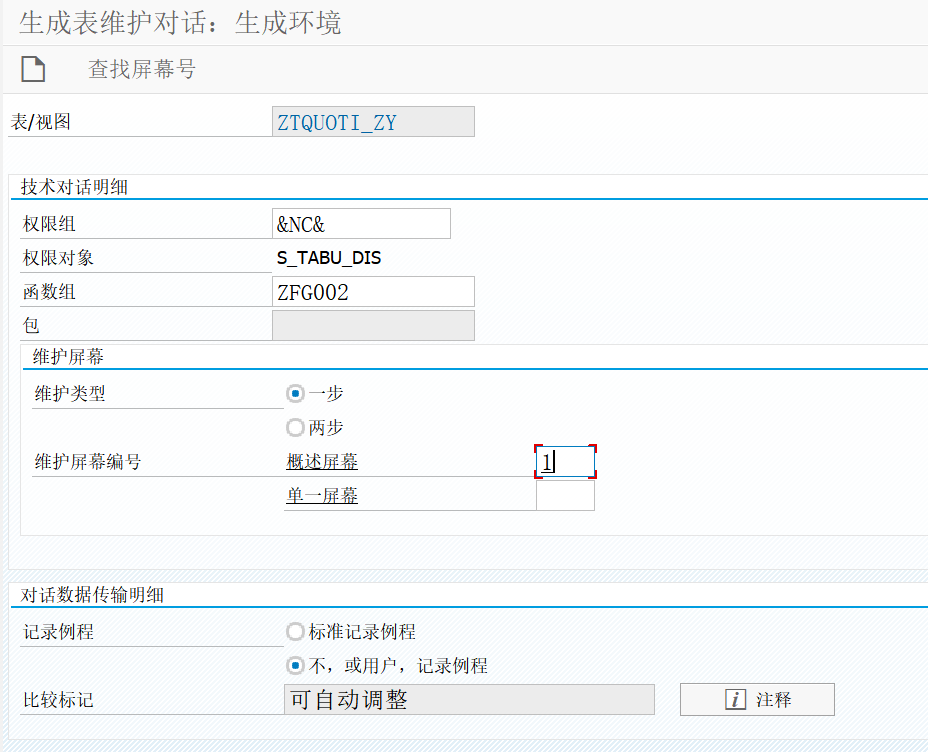 生成表维护对话：生成环境
查找屏幕号
表/视图 ZTQUOTI_ZY
技术对话明细
权限组 &NC&
权限对象 S_TABU_DIS
函数组 ZFG002
包
维护屏幕
维护类型 一步
两步
维护屏幕编号 概述屏幕 1
单一屏幕
对话数据传输明细
记录例程 标准记录例程
不，或用户，记录例程
比较标记 可自动调整 i 注释